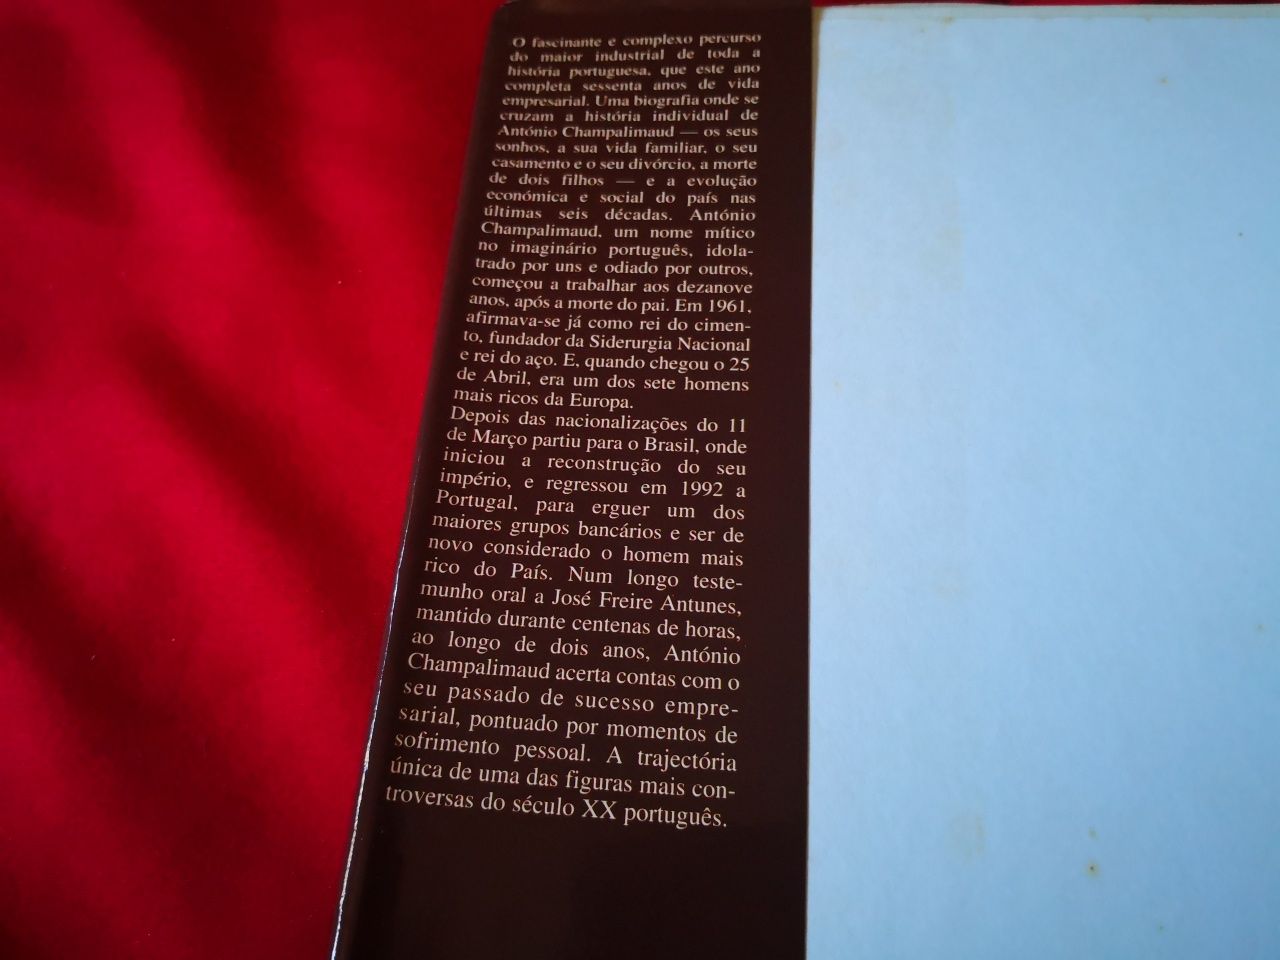 O fascinante e complexo percurso
do maior industrial de toda a
história portuguesa, que este ano
completa sessenta anos de vida
empresarial. Uma biografia onde se
cruzam a história individual de
António Champalimaud — os seus
sonhos, a sua vida familiar, o seu
casamento e o seu divórcio, a morte
de dois filhos — e a evolução
económica e social do país nas
últimas seis décadas. António
Champalimaud, um nome mítico
no imaginário português, idola-
trado por uns e odiado por outros,
começou a trabalhar aos dezanove
anos, após a morte do pai. Em 1961,
afirmava-se já como rei do cimen-
to, fundador da Siderurgia Nacional
e rei do aço. E, quando chegou o 25
de Abril, era um dos sete homens
mais ricos da Europa.
Depois das nacionalizações do 11
de Março partiu para o Brasil, onde
iniciou a reconstrução do seu
império, e regressou em 1992 a
Portugal, para erguer um dos
maiores grupos bancários e ser de
novo considerado o homem mais
rico do País. Num longo teste-
munho oral a José Freire Antunes,
mantido durante centenas de horas,
ao longo de dois anos, António
Champalimaud acerta contas com o
seu passado de sucesso empre-
sarial, pontuado por momentos de
sofrimento pessoal. A trajectória
única de uma das figuras mais con-
troversas do século XX português.